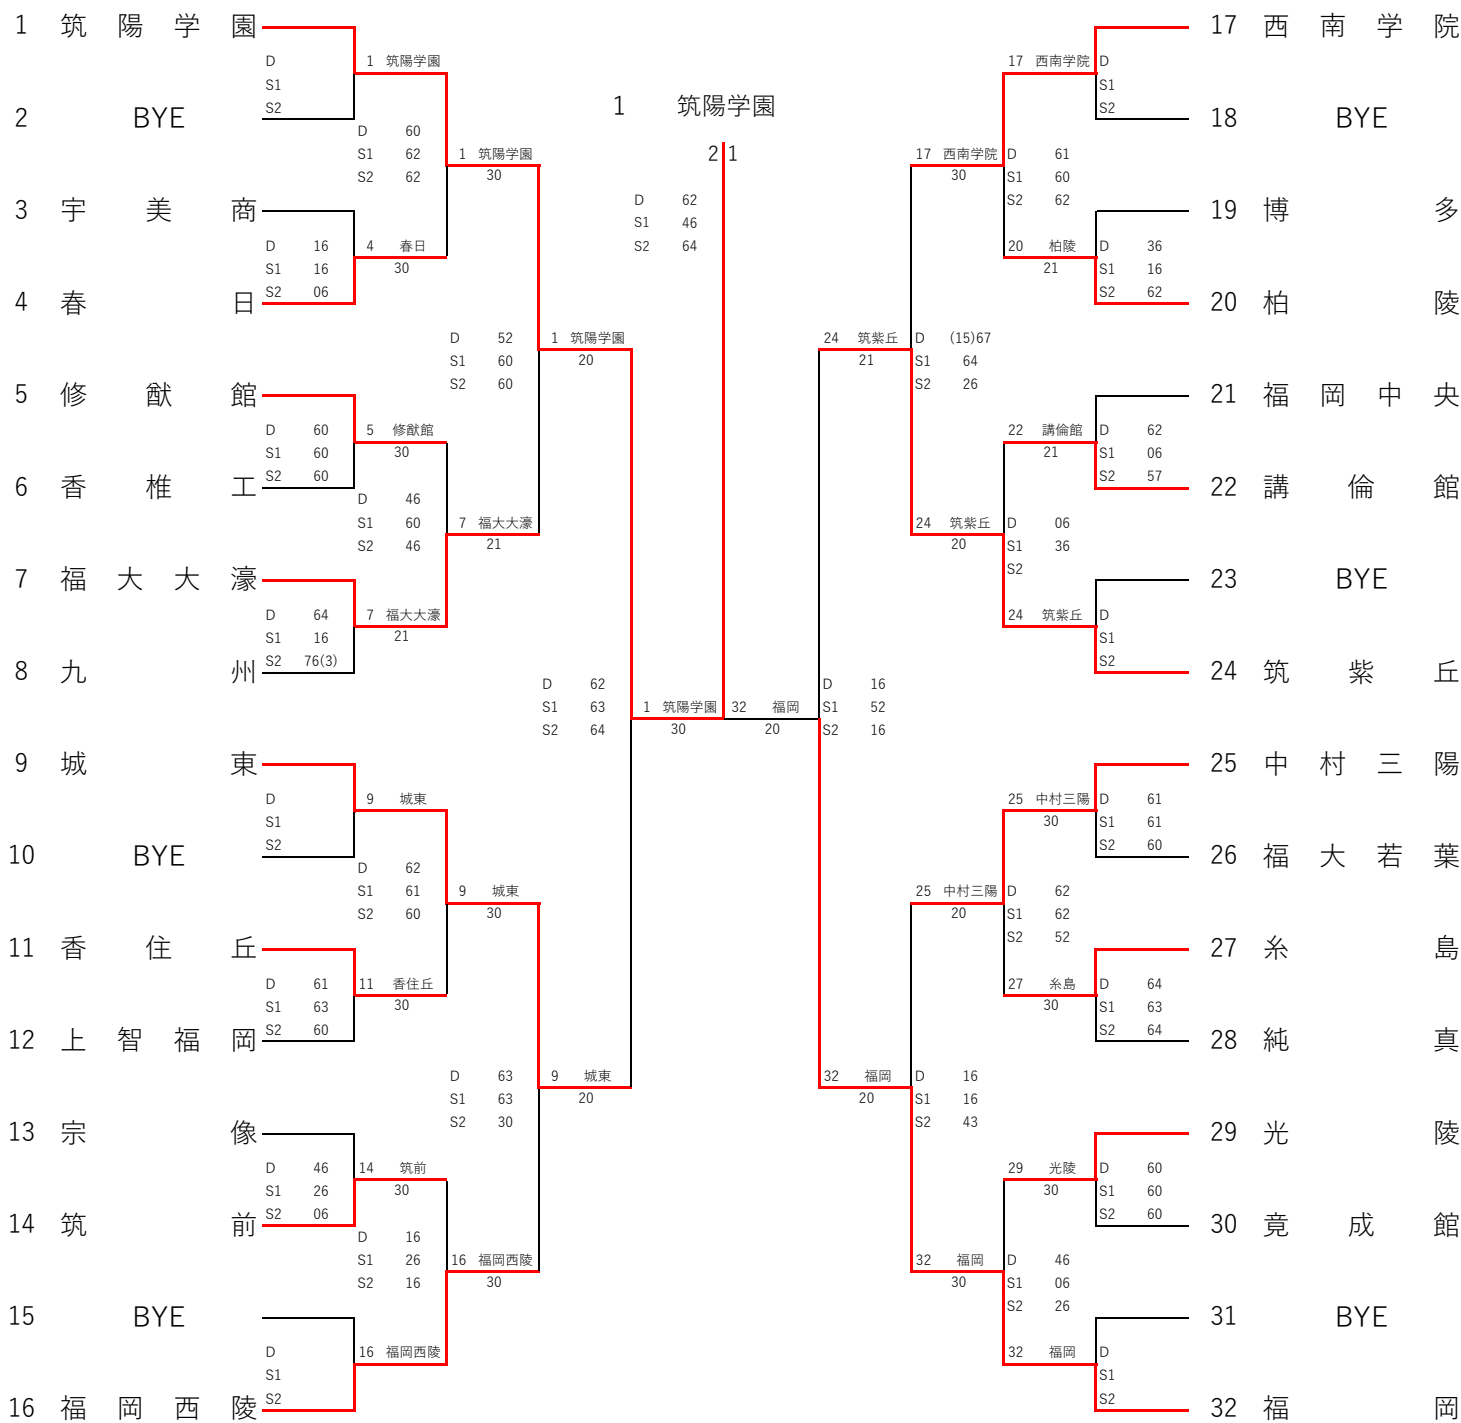 1 筑陽学園
D
S1
S2
2 BYE
1 筑陽学園
D 60
S1 62
S2 62
3 宇美商
D 16
S1 16
S2 06
4 春日
4 春日
30
1 筑陽学園
30
D 52
S1 60
S2 60
5 修猷館
D 60
S1 60
S2 60
6 香椎工
5 修猷館
30
D 46
S1 60
S2 46
7 福大大濠
D 64
S1 16
S2 76(3)
8 九州
7 福大大濠
21
7 福大大濠
21
1 筑陽学園
20
D 62
S1 63
S2 64
9 城東
D
S1
S2
10 BYE
9 城東
D 62
S1 61
S2 60
11 香住丘
D 61
S1 63
S2 60
12 上智福岡
11 香住丘
30
9 城東
30
D 63
S1 63
S2 30
13 宗像
D 46
S1 26
S2 06
14 筑前
14 筑前
30
D 16
S1 26
S2 16
15 BYE
D
S1
S2
16 福岡西陵
16 福岡西陵
16 福岡西陵
30
9 城東
20
1 筑陽学園
30
1 筑陽学園
2 1
D 62
S1 46
S2 64
32 福岡
20
D 16
S1 52
S2 16
17 西南学院
D
S1
S2
18 BYE
17 西南学院
D 61
S1 60
S2 62
19 博多
D 36
S1 16
S2 62
20 柏陵
20 柏陵
21
17 西南学院
30
D (15)67
S1 64
S2 26
24 筑紫丘
21
21 福岡中央
D 62
S1 06
S2 57
22 講倫館
22 講倫館
21
D 06
S1 36
S2
23 BYE
D
S1
S2
24 筑紫丘
24 筑紫丘
24 筑紫丘
20
25 中村三陽
D 61
S1 61
S2 60
26 福大若葉
25 中村三陽
30
D 62
S1 62
S2 52
27 糸島
D 64
S1 63
S2 64
28 純真
27 糸島
30
25 中村三陽
20
D 16
S1 16
S2 43
32 福岡
20
29 光陵
D 60
S1 60
S2 60
30 竟成館
29 光陵
30
D 46
S1 06
S2 26
31 BYE
D
S1
S2
32 福岡
32 福岡
32 福岡
30